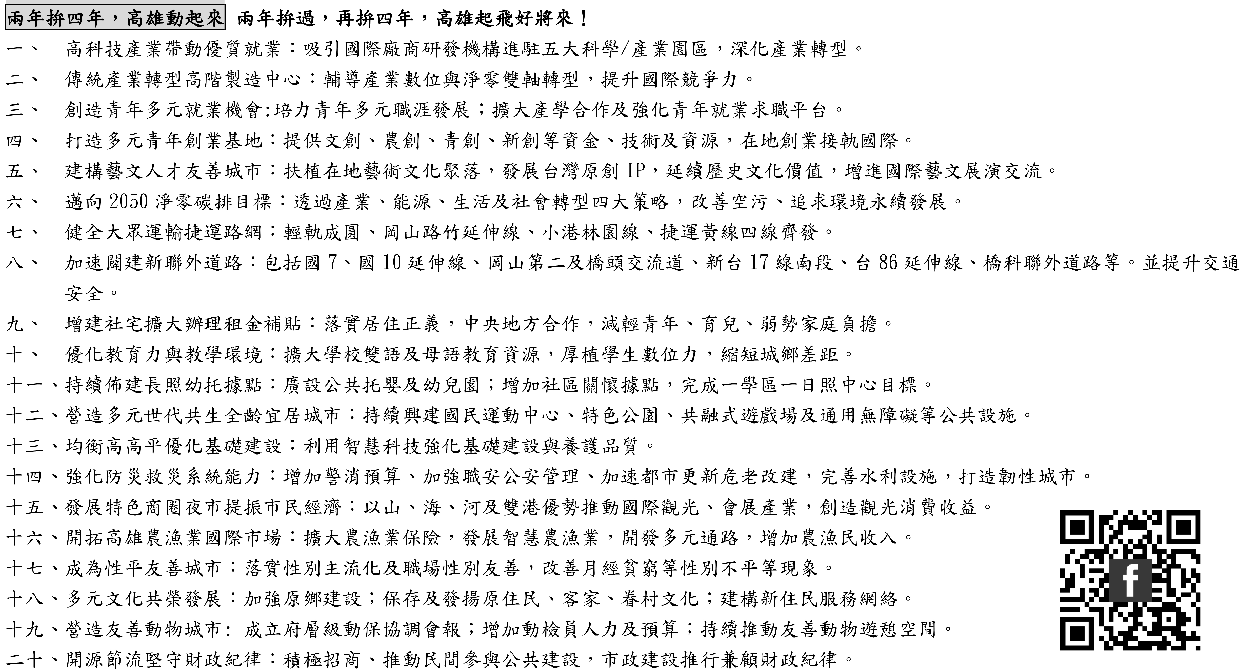 兩年拚四年，高雄動起來 兩年拚過，再拚四年，高雄起飛好將來！
一、 高科技產業帶動優質就業：吸引國際廠商研發機構進駐五大科學/產業園區，深化產業轉型。
二、 傳統產業轉型高階製造中心：輔導產業數位與淨零雙軸轉型，提升國際競爭力。
三、 創造青年多元就業機會:培力青年多元職涯發展；擴大產學合作及強化青年就業求職平台。
四、 打造多元青年創業基地：提供文創、農創、青創、新創等資金、技術及資源，在地創業接軌國際。
五、 建構藝文人才友善城市：扶植在地藝術文化聚落，發展台灣原創 IP，延續歷史文化價值，增進國際藝文展演交流。
六、 邁向 2050 淨零碳排目標：透過產業、能源、生活及社會轉型四大策略，改善空污、追求環境永續發展。
七、 健全大眾運輸捷運路網：輕軌成圓、岡山路竹延伸線、小港林園線、捷運黃線四線齊發。
八、 加速闢建新聯外道路：包括國 7、國 10 延伸線、岡山第二及橋頭交流道、新台 17 線南段、台 86 延伸線、橋科聯外道路等。並提升交通
安全。
九、 增建社宅擴大辦理租金補貼：落實居住正義，中央地方合作，減輕青年、育兒、弱勢家庭負擔。
十、 優化教育力與教學環境：擴大學校雙語及母語教育資源，厚植學生數位力，縮短城鄉差距。
十一、持續佈建長照幼托據點：廣設公共托嬰及幼兒園；增加社區關懷據點，完成一學區一日照中心目標。
十二、營造多元世代共生全齡宜居城市：持續興建國民運動中心、特色公園、共融式遊戲場及通用無障礙等公共設施。
十三、均衡高高平優化基礎建設：利用智慧科技強化基礎建設與養護品質。
十四、強化防災救災系統能力：增加警消預算、加強職安公安管理、加速都市更新危老改建，完善水利設施，打造韌性城市。
十五、發展特色商圈夜市提振市民經濟：以山、海、河及雙港優勢推動國際觀光、會展產業，創造觀光消費收益。
十六、開拓高雄農漁業國際市場：擴大農漁業保險，發展智慧農漁業，開發多元通路，增加農漁民收入。
十七、成為性平友善城市：落實性別主流化及職場性別友善，改善月經貧窮等性別不平等現象。
十八、多元文化共榮發展：加強原鄉建設；保存及發揚原住民、客家、眷村文化；建構新住民服務網絡。
十九、營造友善動物城市: 成立府層級動保協調會報；增加動檢員人力及預算；持續推動友善動物遊憩空間。
二十、開源節流堅守財政紀律：積極招商、推動民間參與公共建設，市政建設推行兼顧財政紀律。